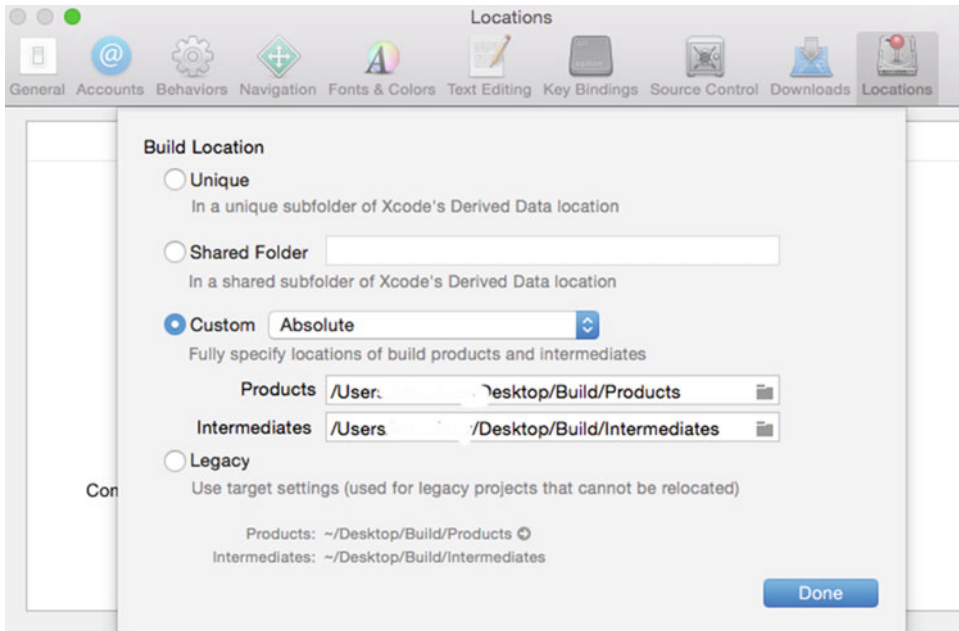 Locations
General Accounts Behaviors Navigation Fonts & Colors Text Editing Key Bindings Source Control Downloads Locations
Build Location
Unique
In a unique subfolder of Xcode's Derived Data location
Shared Folder
In a shared subfolder of Xcode's Derived Data location
Custom Absolute
Fully specify locations of build products and intermediates
Products /User Desktop/Build/Products
Intermediates /Users /Desktop/Build/Intermediates
Legacy
Con Use target settings (used for legacy projects that cannot be relocated)
Products: ~/Desktop/Build/Products
Intermediates: ~/Desktop/Build/Intermediates
Done